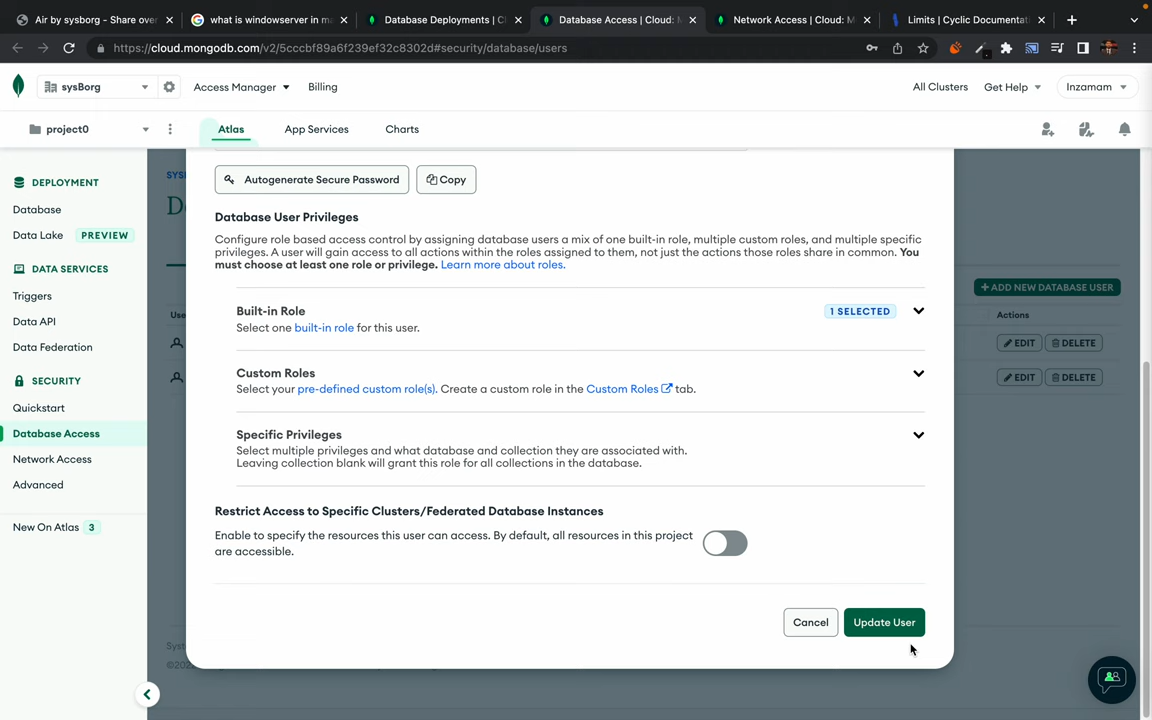 Air by sysborg - Share over
what is windowserver in m
Database Deployments | C
Database Access | Cloud: M
Network Access | Cloud: M
Limits | Cyclic Documentati
https://cloud.mongodb.com/v2/5cccbf89a6f239ef32c8302d#security/database/users
sysBorg
Access Manager
Billing
All Clusters
Get Help
Inzamam
project0
Atlas
App Services
Charts
DEPLOYMENT
Database
Data Lake PREVIEW
DATA SERVICES
Triggers
Data API
Data Federation
SECURITY
Quickstart
Database Access
Network Access
Advanced
New On Atlas 3
SYS
D
Use
Syst
Autogenerate Secure Password
Copy
Database User Privileges
Configure role based access control by assigning database users a mix of one built-in role, multiple custom roles, and multiple specific
privileges. A user will gain access to all actions within the roles assigned to them, not just the actions those roles share in common. You
must choose at least one role or privilege. Learn more about roles.
Built-in Role
1 SELECTED
Select one built-in role for this user.
Custom Roles
Select your pre-defined custom role(s). Create a custom role in the Custom Roles tab.
Specific Privileges
Select multiple privileges and what database and collection they are associated with.
Leaving collection blank will grant this role for all collections in the database.
Restrict Access to Specific Clusters/Federated Database Instances
Enable to specify the resources this user can access. By default, all resources in this project
are accessible.
Cancel
Update User
+ ADD NEW DATABASE USER
Actions
EDIT
DELETE
EDIT
DELETE